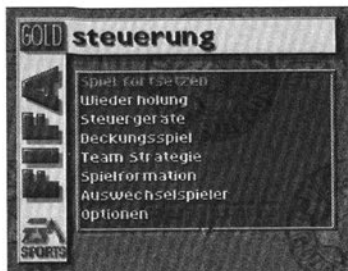 GOLD steuerung
FIFA
EA
SPORTS
Spiel fortsetzen
Wiederholung
Steuergeräte
Deckungsspiel
Team Strategie
Spielformation
Auswechselspieler
Optionen